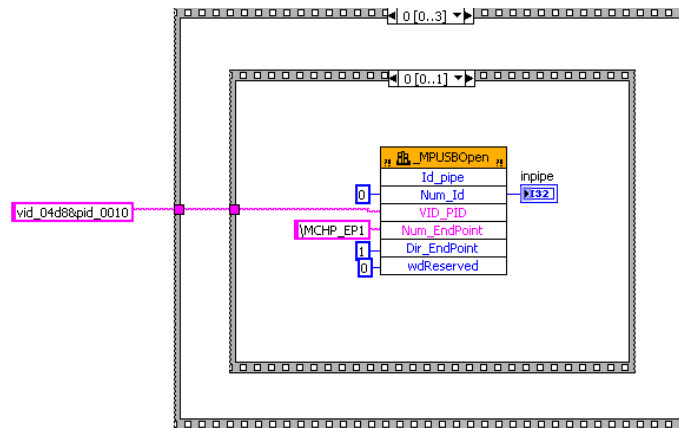 0 [0..3]
0 [0..1]
_MPUSBOpen
Id_pipe
inpipe
0
Num_Id
I32
vid_04d8&pid_0010
VID_PID
\MCHP_EP1
Num_EndPoint
1
Dir_EndPoint
0
wdReserved